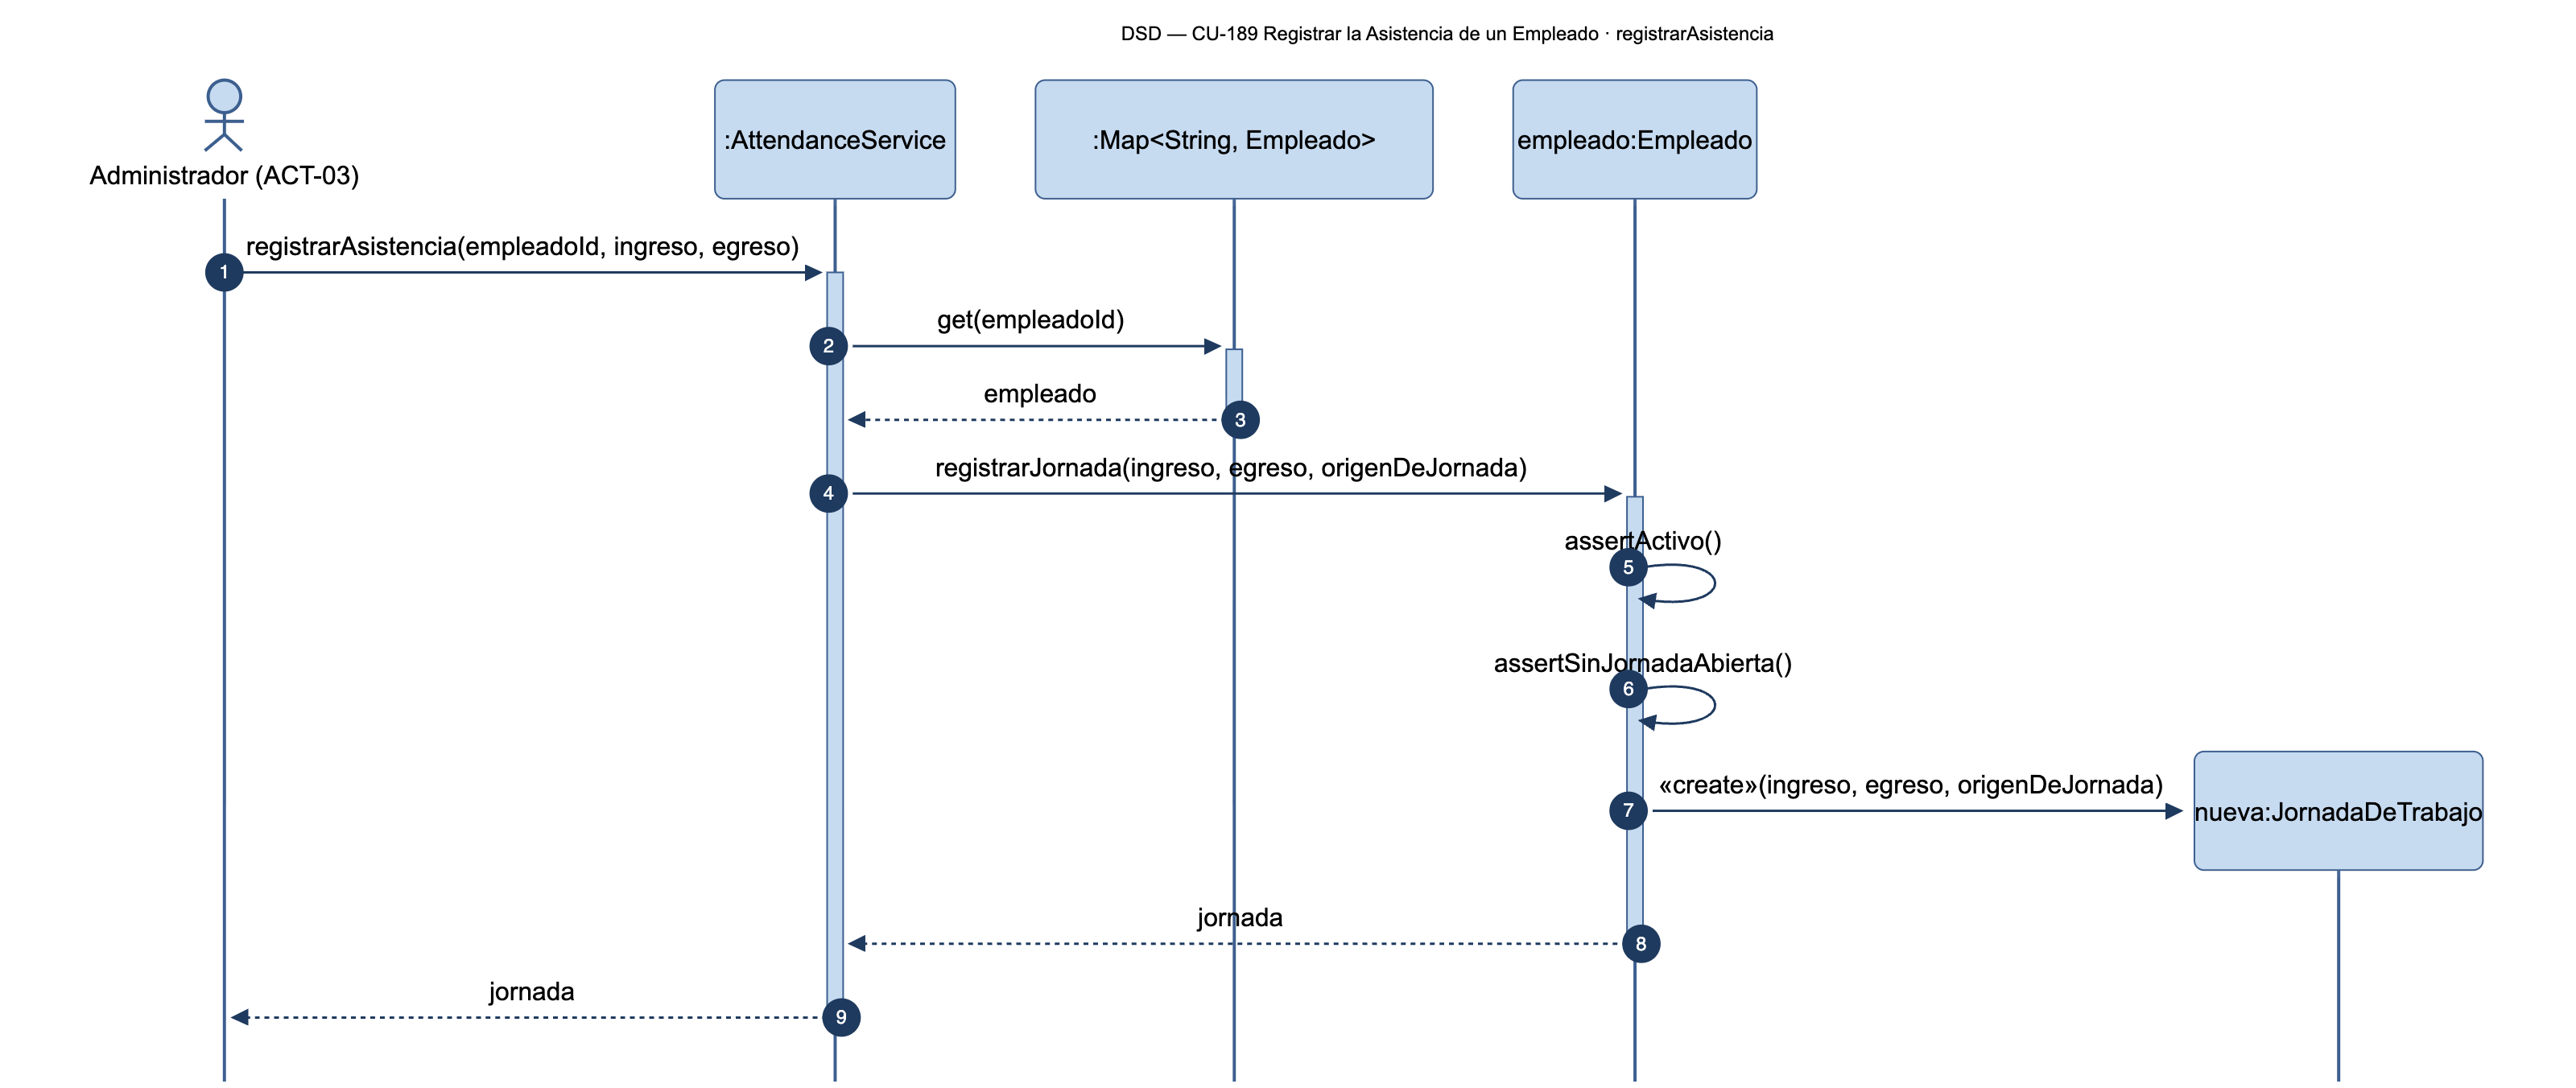 DSD — CU-189 Registrar la Asistencia de un Empleado · registrarAsistencia
Administrador (ACT-03)
:AttendanceService
:Map<String, Empleado>
empleado:Empleado
1
registrarAsistencia(empleadoId, ingreso, egreso)
2
get(empleadoId)
empleado
3
4
registrarJornada(ingreso, egreso, origenDeJornada)
assertActivo()
5
assertSinJornadaAbierta()
6
7
«create»(ingreso, egreso, origenDeJornada)
nueva:JornadaDeTrabajo
jornada
8
jornada
9